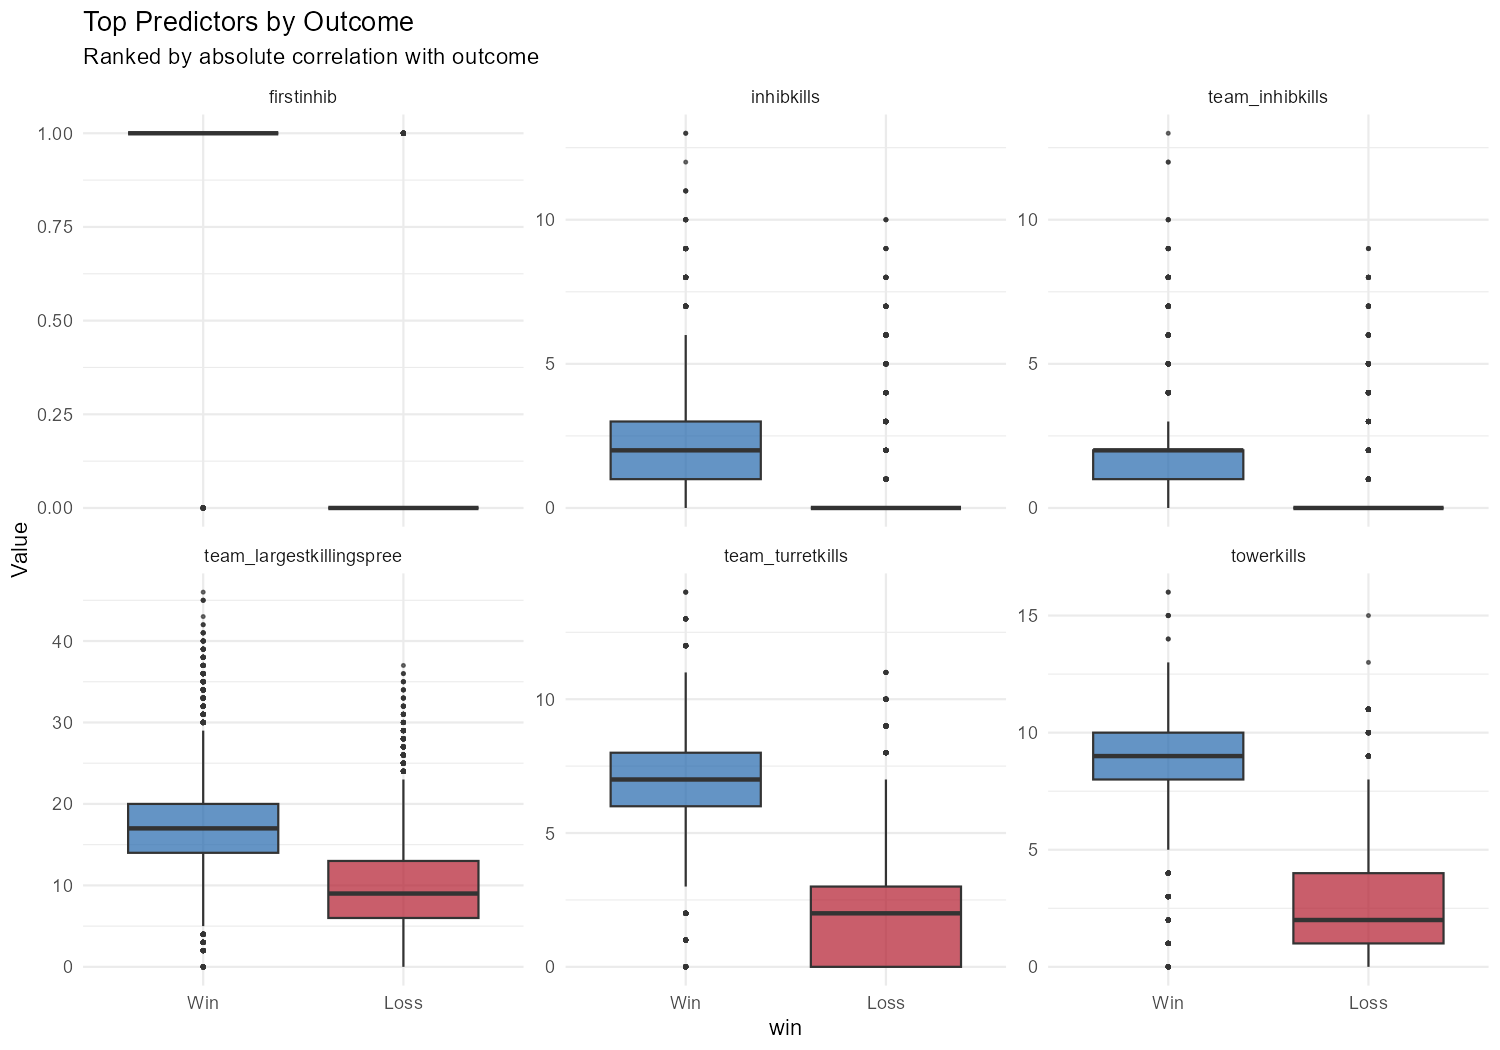 Top Predictors by Outcome
Ranked by absolute correlation with outcome
firstinhib
inhibkills
team_inhibkills
1.00
0.75
0.50
0.25
0.00
10
5
0
10
5
0
Value
team_largestkillingspree
team_turretkills
towerkills
40
30
20
10
0
10
5
0
15
10
5
0
Win
Loss
Win
Loss
Win
Loss
win